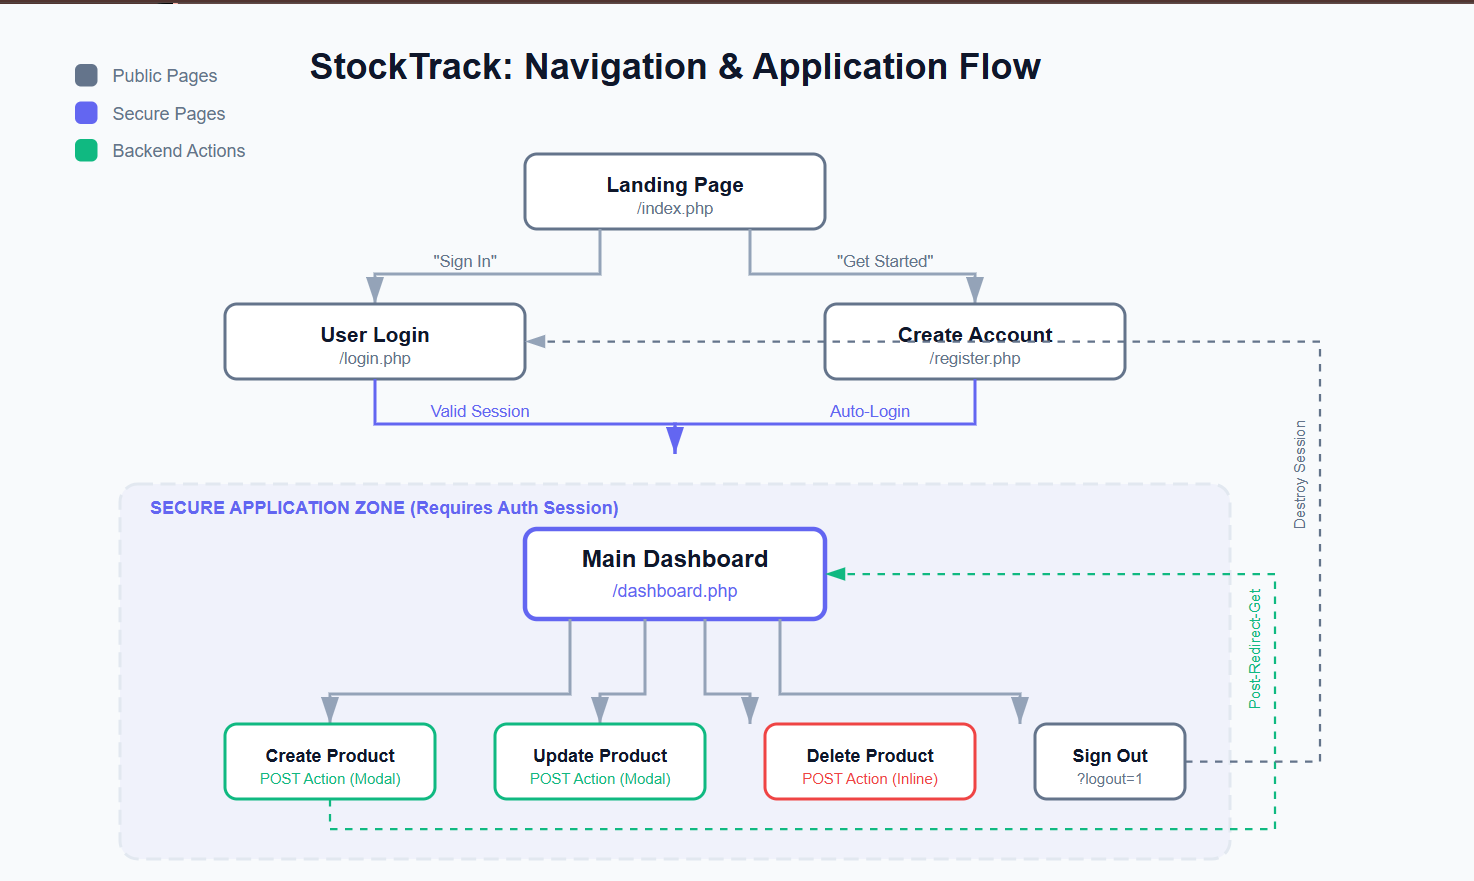 StockTrack: Navigation & Application Flow
Public Pages
Secure Pages
Backend Actions
Landing Page
/index.php
"Sign In"
"Get Started"
User Login
/login.php
Create Account
/register.php
Valid Session
Auto-Login
Destroy Session
SECURE APPLICATION ZONE (Requires Auth Session)
Main Dashboard
/dashboard.php
Post-Redirect-Get
Create Product
POST Action (Modal)
Update Product
POST Action (Modal)
Delete Product
POST Action (Inline)
Sign Out
?logout=1